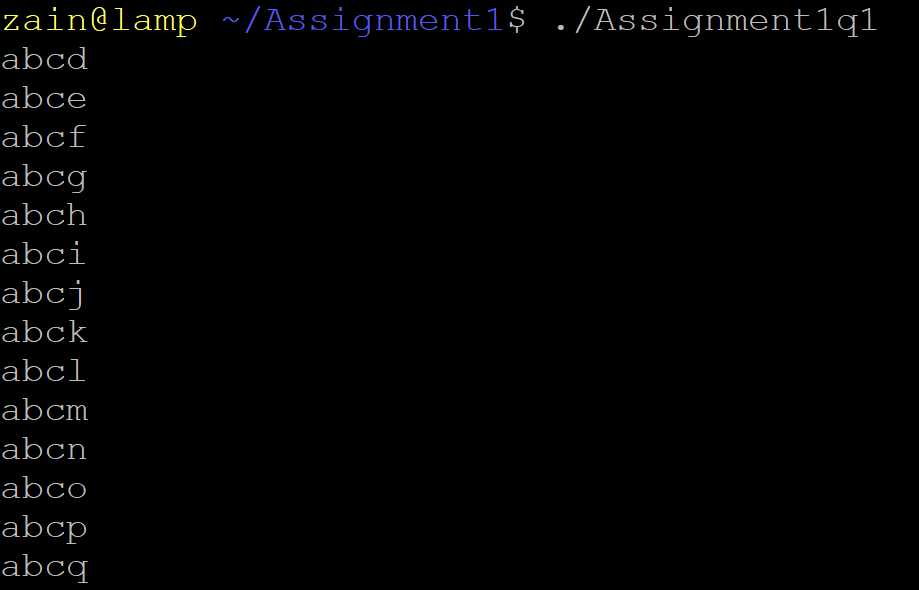 zain@lamp ~/Assignment1$ ./Assignment1q1
abcd
abce
abcf
abcg
abch
abci
abcj
abck
abcl
abcm
abcn
abco
abcp
abcq